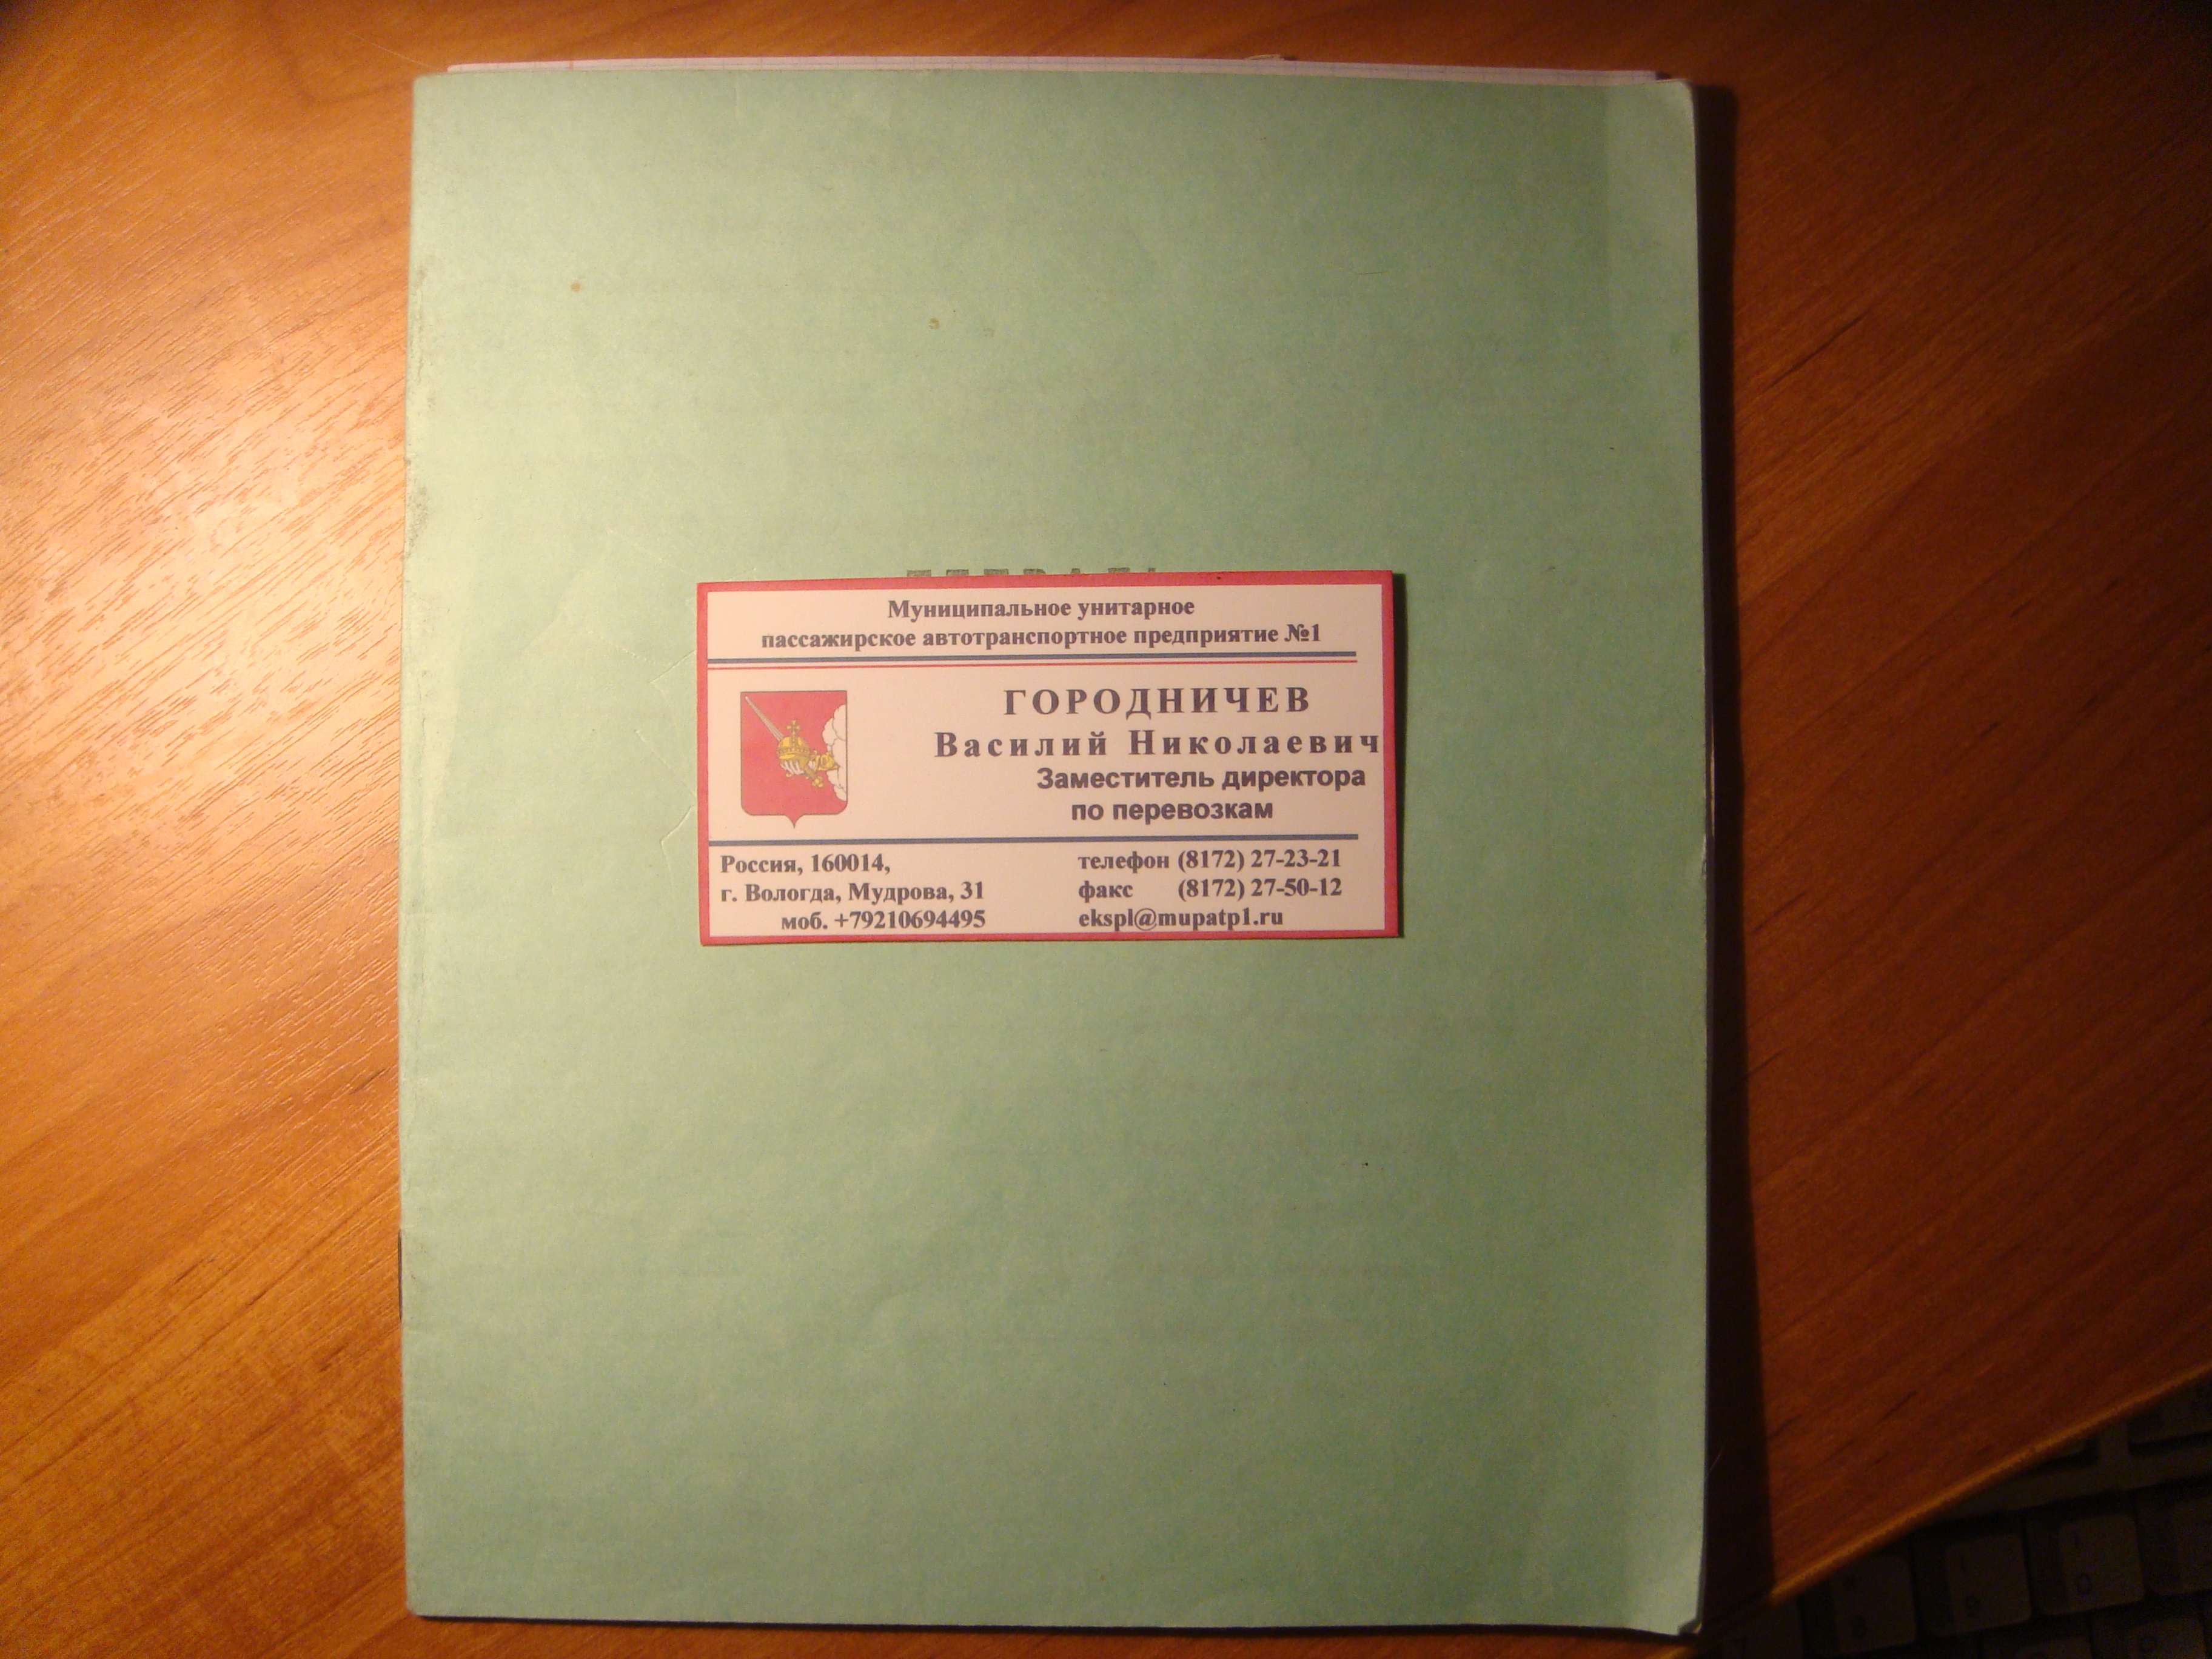 Муниципальное унитарное
пассажирское автотранспортное предприятие №1
ГОРОДНИЧЕВ
Василий Николаевич
Заместитель директора
по перевозкам
Россия, 160014,
г. Вологда, Мудрова, 31
моб. +79210694495
телефон (8172) 27-23-21
факс (8172) 27-50-12
ekspl@mupatp1.ru